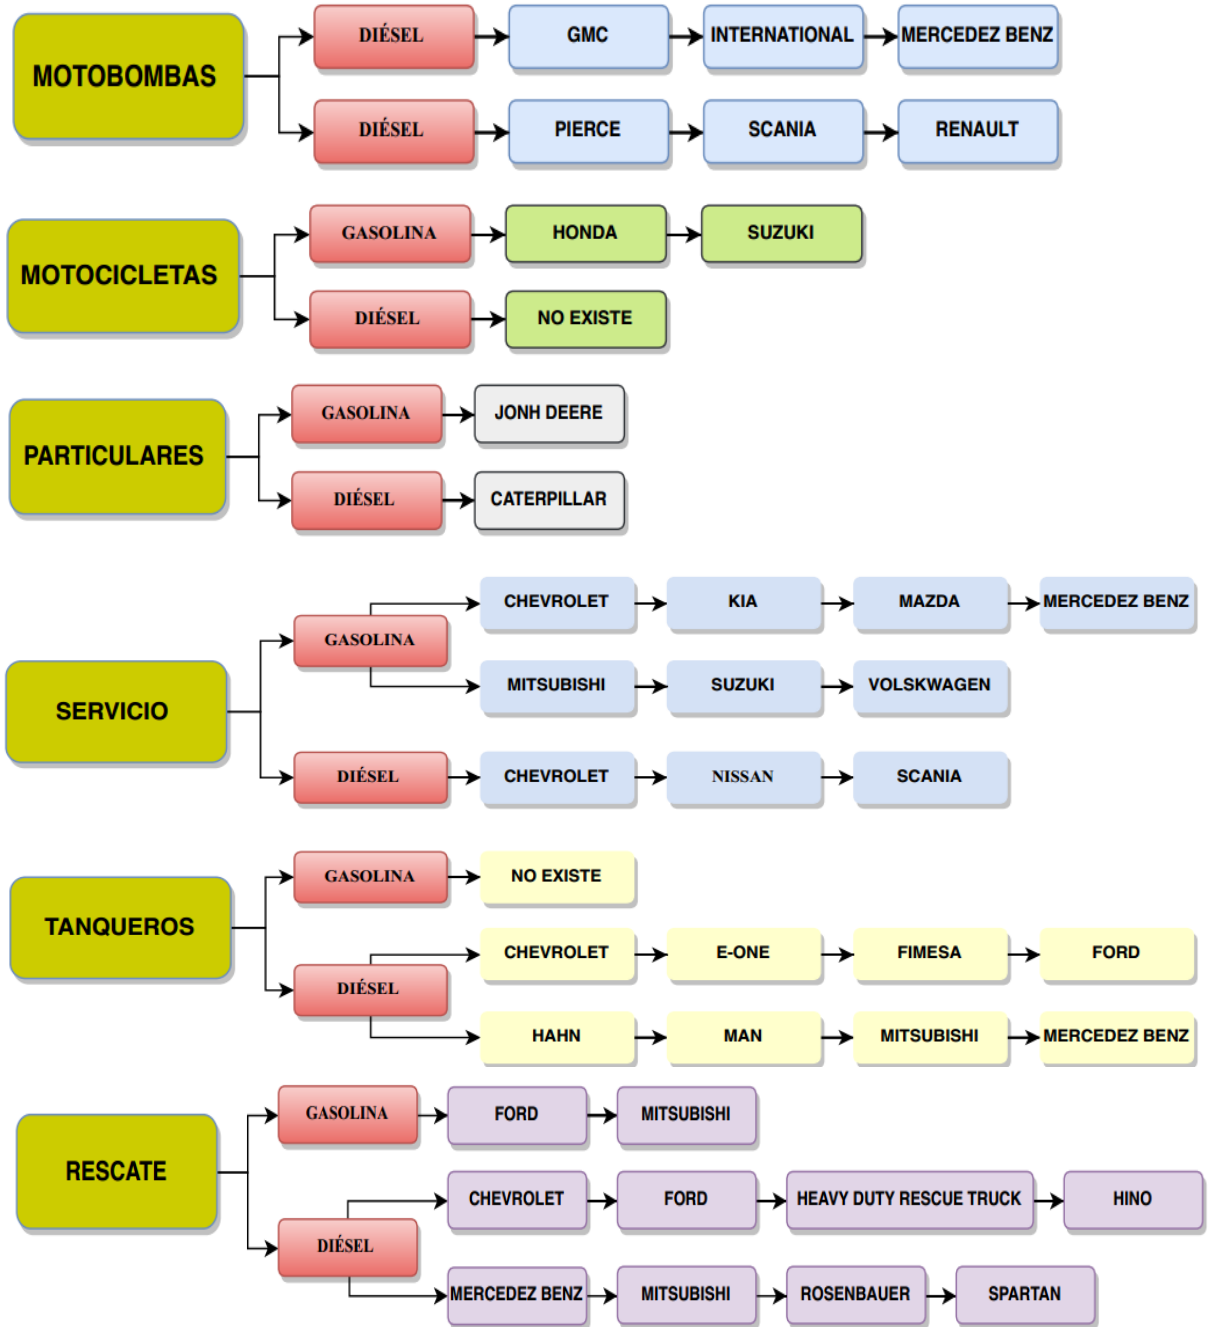 MOTOBOMBAS
DIÉSEL
GMC
INTERNATIONAL
MERCEDEZ BENZ
DIÉSEL
PIERCE
SCANIA
RENAULT
MOTOCICLETAS
GASOLINA
HONDA
SUZUKI
DIÉSEL
NO EXISTE
PARTICULARES
GASOLINA
JONH DEERE
DIÉSEL
CATERPILLAR
SERVICIO
GASOLINA
CHEVROLET
KIA
MAZDA
MERCEDEZ BENZ
MITSUBISHI
SUZUKI
VOLSKWAGEN
DIÉSEL
CHEVROLET
NISSAN
SCANIA
TANQUEROS
GASOLINA
NO EXISTE
DIÉSEL
CHEVROLET
E-ONE
FIMESA
FORD
HAHN
MAN
MITSUBISHI
MERCEDEZ BENZ
RESCATE
GASOLINA
FORD
MITSUBISHI
DIÉSEL
CHEVROLET
FORD
HEAVY DUTY RESCUE TRUCK
HINO
MERCEDEZ BENZ
MITSUBISHI
ROSENBAUER
SPARTAN